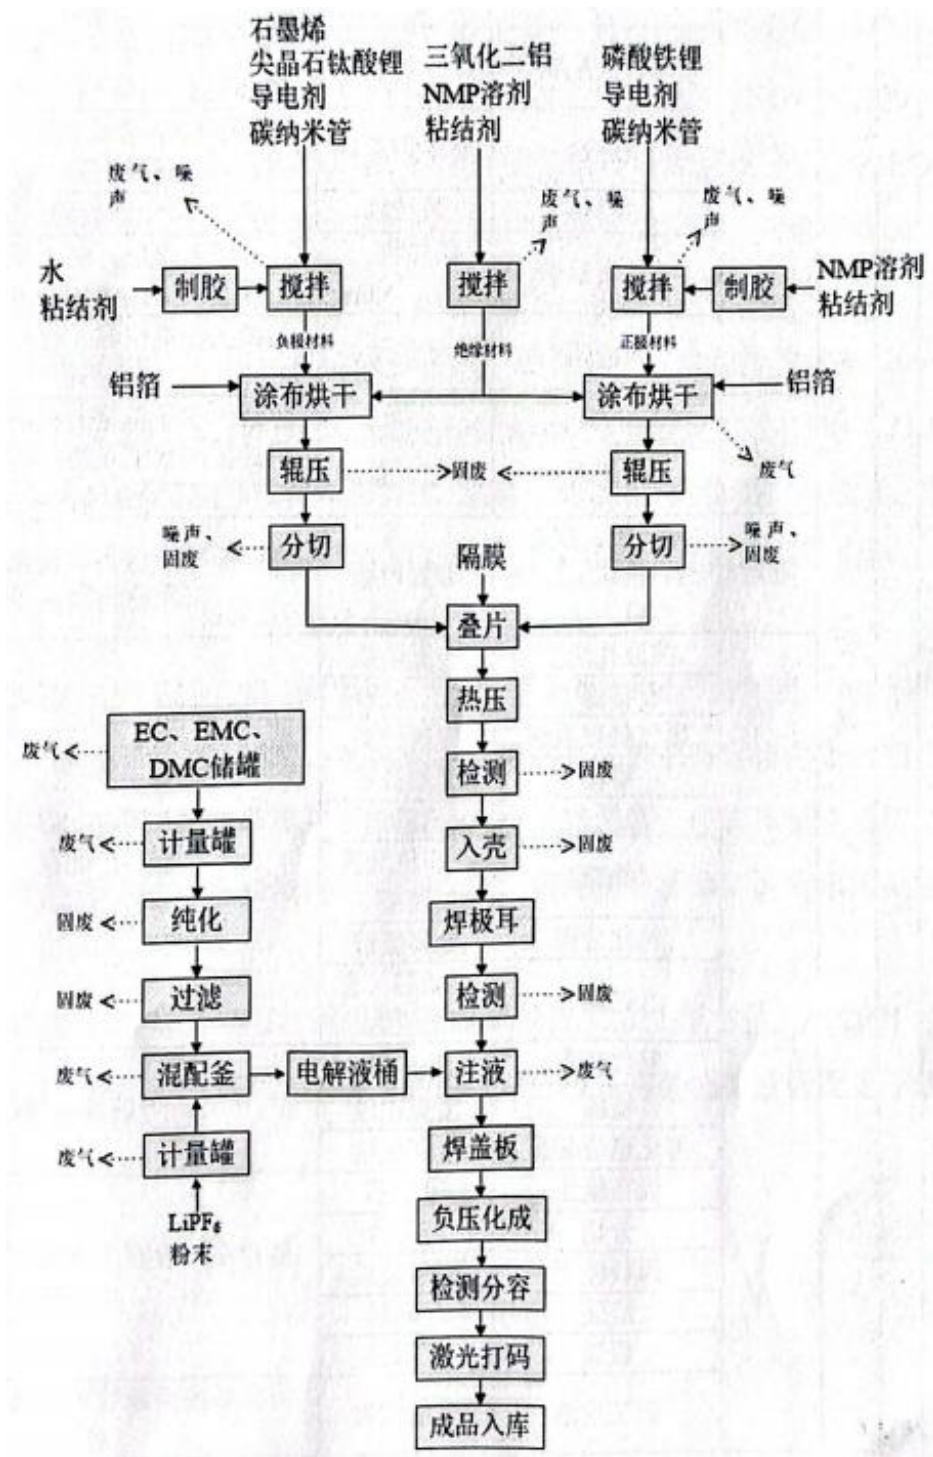 石墨烯
尖晶石钛酸锂
导电剂
碳纳米管
三氧化二铝
NMP溶剂
粘结剂
磷酸铁锂
导电剂
碳纳米管
废气、噪
声
废气、噪
声
废气、噪
声
水
粘结剂
制胶
搅拌
搅拌
搅拌
制胶
NMP溶剂
粘结剂
负极材料
绝缘材料
正极材料
铝箔
涂布烘干
涂布烘干
铝箔
辊压
固废
辊压
废气
噪声、
固废
分切
隔膜
分切
噪声、
固废
叠片
热压
废气
EC、EMC、
DMC储罐
检测
固废
废气
计量罐
入壳
固废
固废
纯化
焊极耳
固废
过滤
检测
固废
废气
混配釜
电解液桶
注液
废气
废气
计量罐
焊盖板
LiPF₆
粉末
负压化成
检测分容
激光打码
成品入库